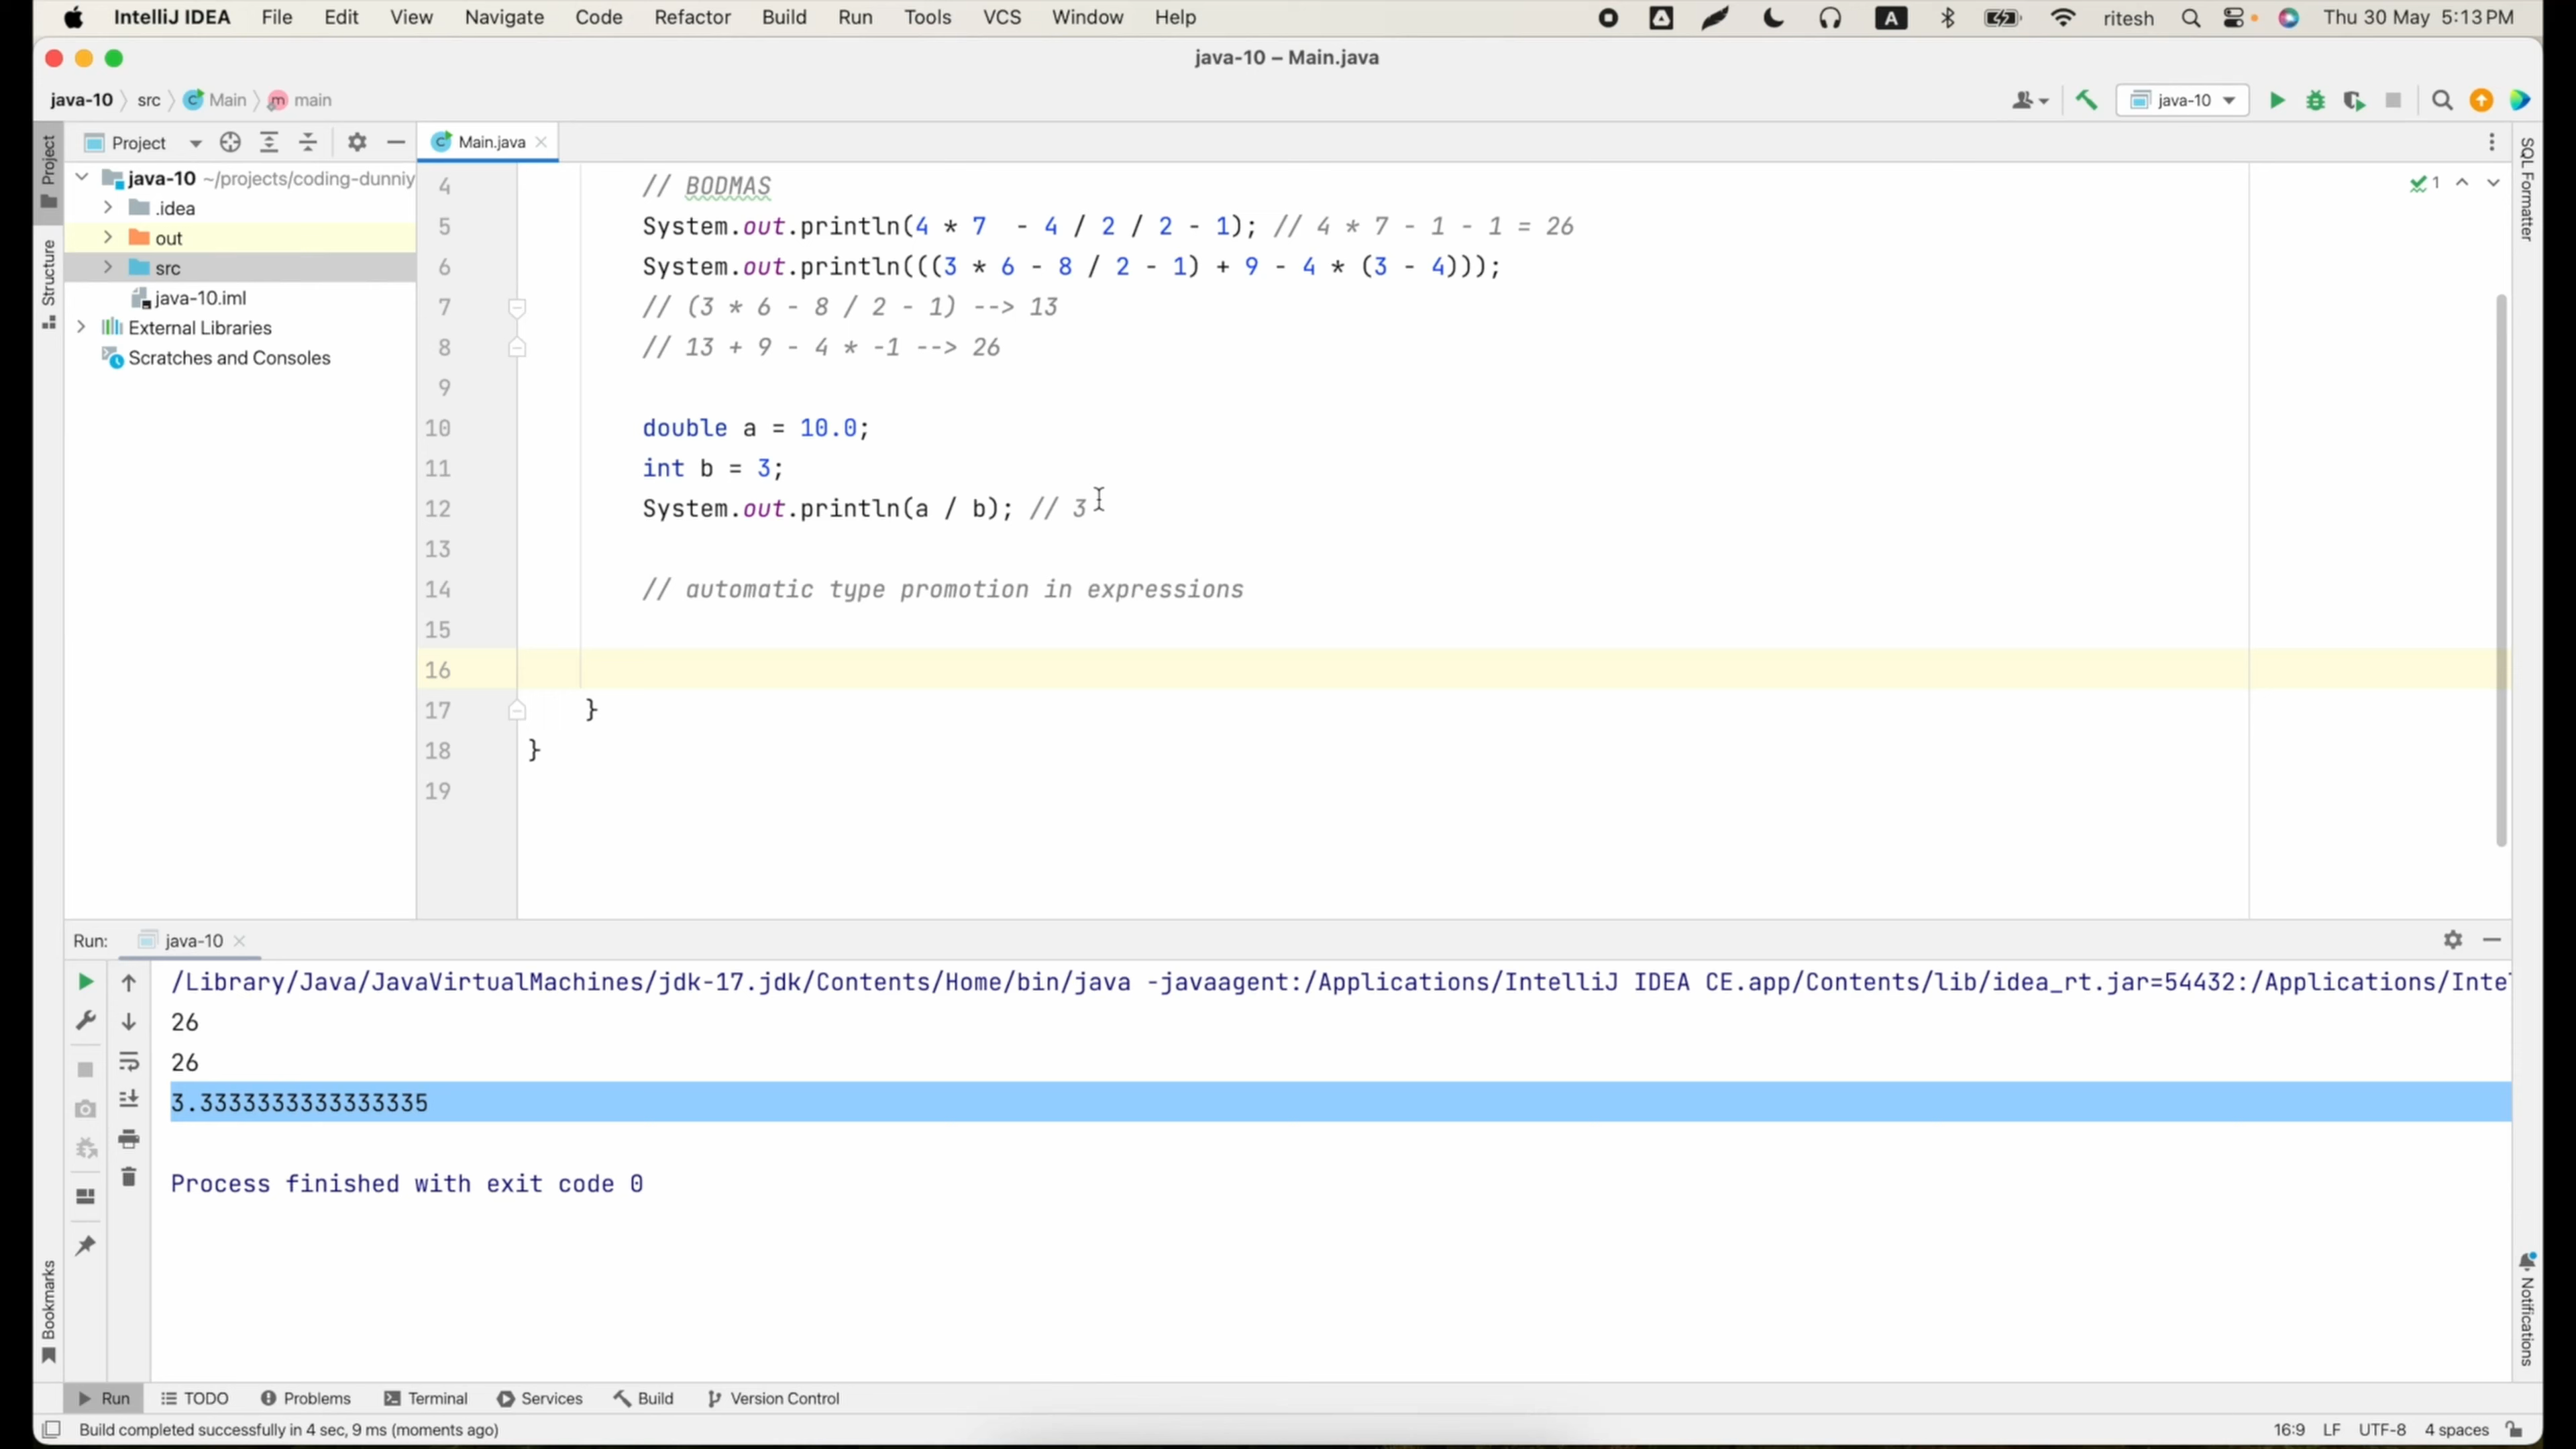 IntelliJ IDEA File Edit View Navigate Code Refactor Build Run Tools VCS Window Help A ritesh Thu 30 May 5:13 PM
java-10 – Main.java
java-10 src Main main java-10
Project Main.java
java-10 ~/projects/coding-dunniy
.idea
out
src
java-10.iml
External Libraries
Scratches and Consoles
Project
Structure
Bookmarks
4 // BODMAS
5 System.out.println(4 * 7  - 4 / 2 / 2 - 1); // 4 * 7 - 1 - 1 = 26
6 System.out.println(((3 * 6 - 8 / 2 - 1) + 9 - 4 * (3 - 4)));
7 // (3 * 6 - 8 / 2 - 1) --> 13
8 // 13 + 9 - 4 * -1 --> 26
9
10 double a = 10.0;
11 int b = 3;
12 System.out.println(a / b); // 3
13
14 // automatic type promotion in expressions
15
16
17 }
18 }
19
1
SQL Formatter
Notifications
Run: java-10
/Library/Java/JavaVirtualMachines/jdk-17.jdk/Contents/Home/bin/java -javaagent:/Applications/IntelliJ IDEA CE.app/Contents/lib/idea_rt.jar=54432:/Applications/Inte
26
26
3.3333333333333335
Process finished with exit code 0
Run TODO Problems Terminal Services Build Version Control
Build completed successfully in 4 sec, 9 ms (moments ago) 16:9 LF UTF-8 4 spaces